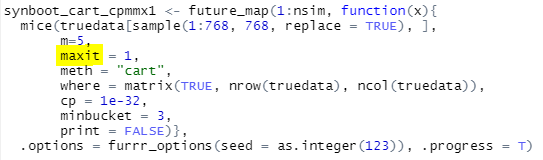 synboot_cart_cpmmx1 <- future_map(1:nsim, function(x){
mice(truedata[sample(1:768, 768, replace = TRUE), ],
m=5,
maxit = 1,
meth = "cart",
where = matrix(TRUE, nrow(truedata), ncol(truedata)),
cp = 1e-32,
minbucket = 3,
print = FALSE)},
.options = furrr_options(seed = as.integer(123)), .progress = T)